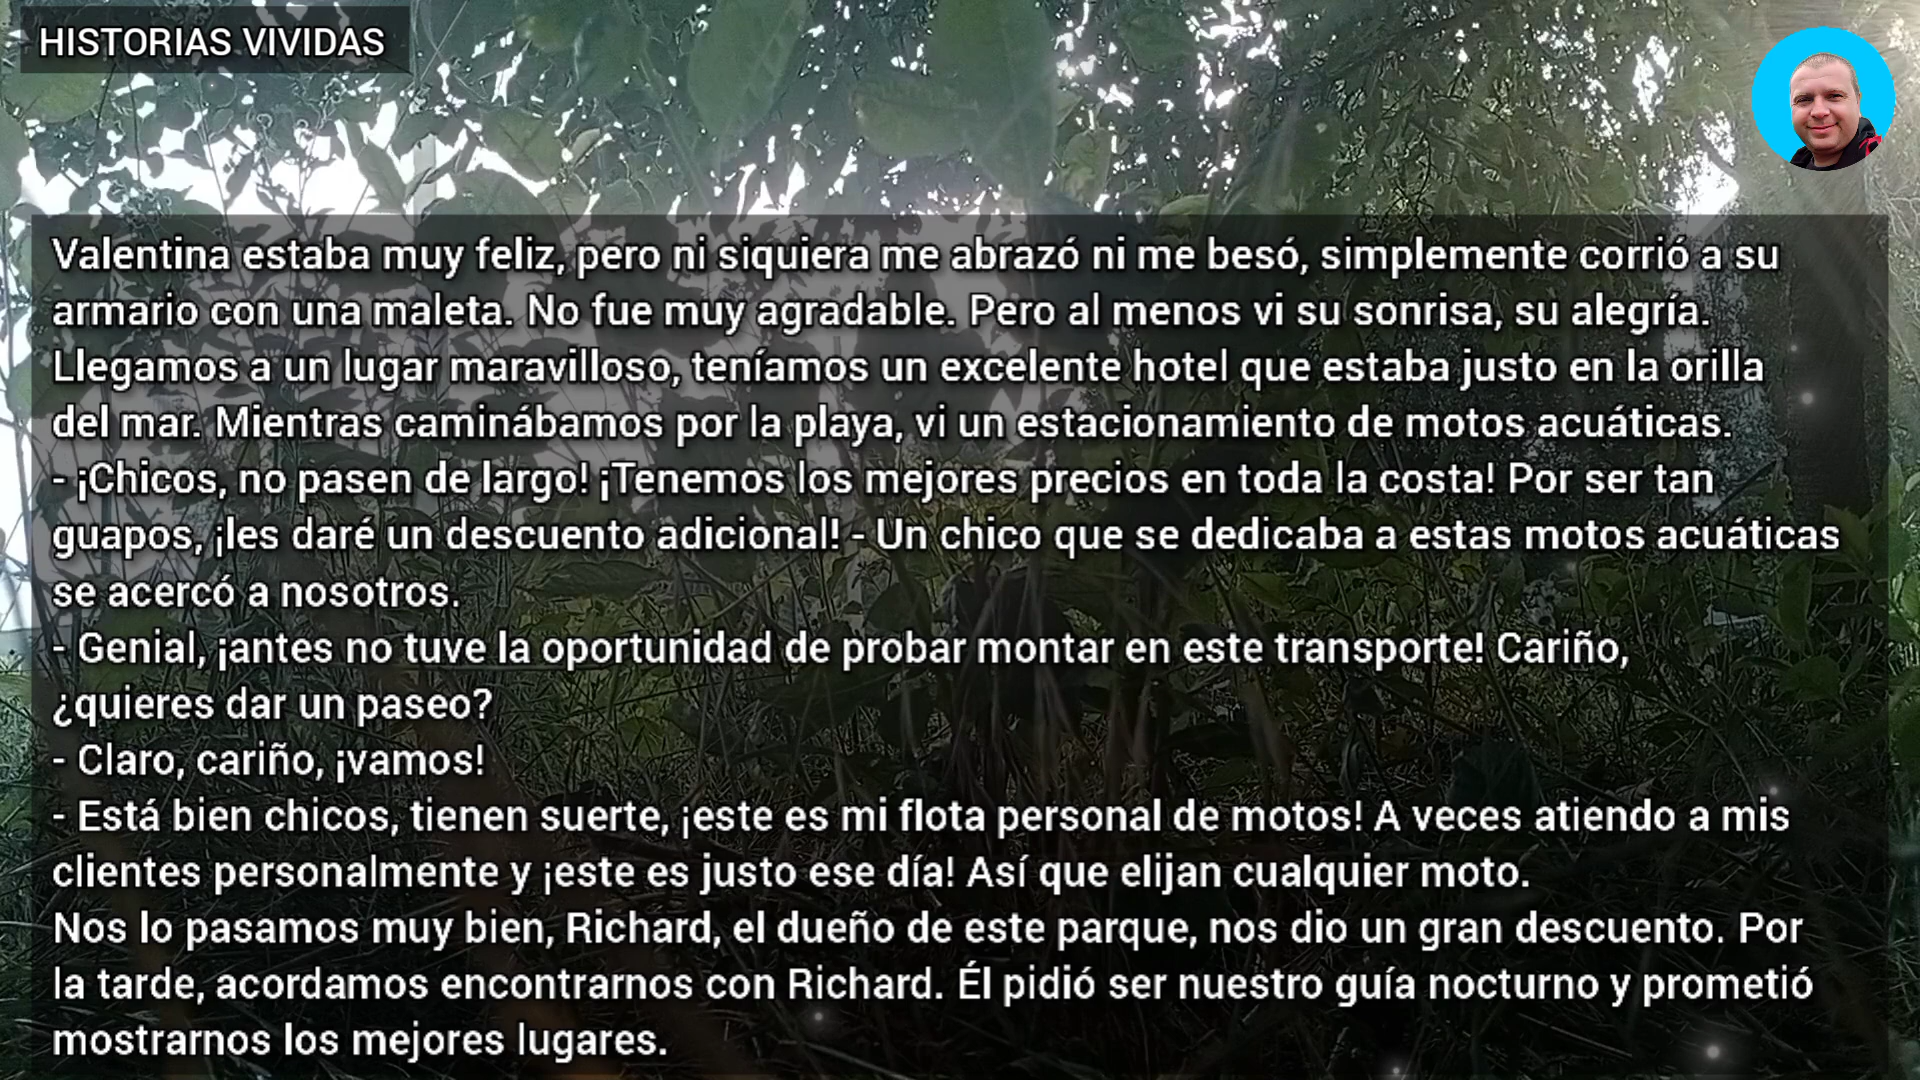 HISTORIAS VIVIDAS
Valentina estaba muy feliz, pero ni siquiera me abrazó ni me besó, simplemente corrió a su
armario con una maleta. No fue muy agradable. Pero al menos vi su sonrisa, su alegría.
Llegamos a un lugar maravilloso, teníamos un excelente hotel que estaba justo en la orilla
del mar. Mientras caminábamos por la playa, vi un estacionamiento de motos acuáticas.
- ¡Chicos, no pasen de largo! ¡Tenemos los mejores precios en toda la costa! Por ser tan
guapos, ¡les daré un descuento adicional! - Un chico que se dedicaba a estas motos acuáticas
se acercó a nosotros.
- Genial, ¡antes no tuve la oportunidad de probar montar en este transporte! Cariño,
¿quieres dar un paseo?
- Claro, cariño, ¡vamos!
- Está bien chicos, tienen suerte, ¡este es mi flota personal de motos! A veces atiendo a mis
clientes personalmente y ¡este es justo ese día! Así que elijan cualquier moto.
Nos lo pasamos muy bien, Richard, el dueño de este parque, nos dio un gran descuento. Por
la tarde, acordamos encontrarnos con Richard. Él pidió ser nuestro guía nocturno y prometió
mostrarnos los mejores lugares.